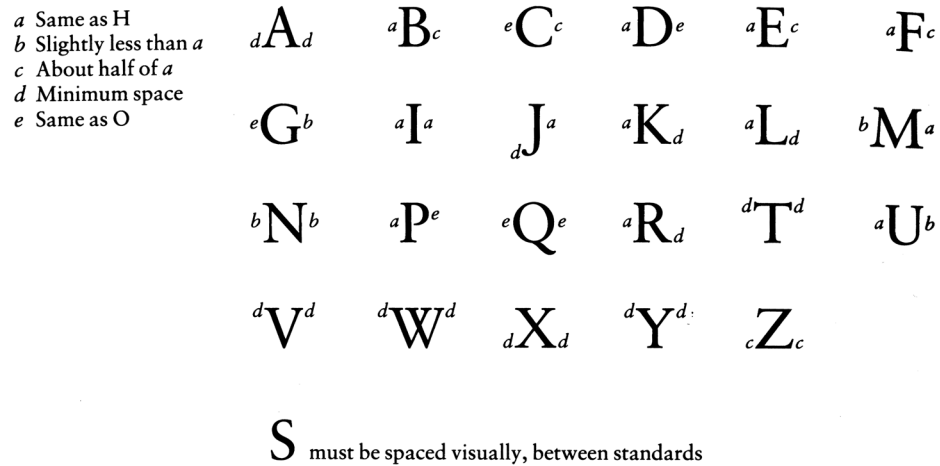 a Same as H
b Slightly less than a
c About half of a
d Minimum space
e Same as O
dAd aBc eCc aDe aEc aFc
eGb aIa dJa aKd aLd bMa
bNb aPe eQe aRd dTd aUb
dVd dWd dXd dYd cZc
S must be spaced visually, between standards